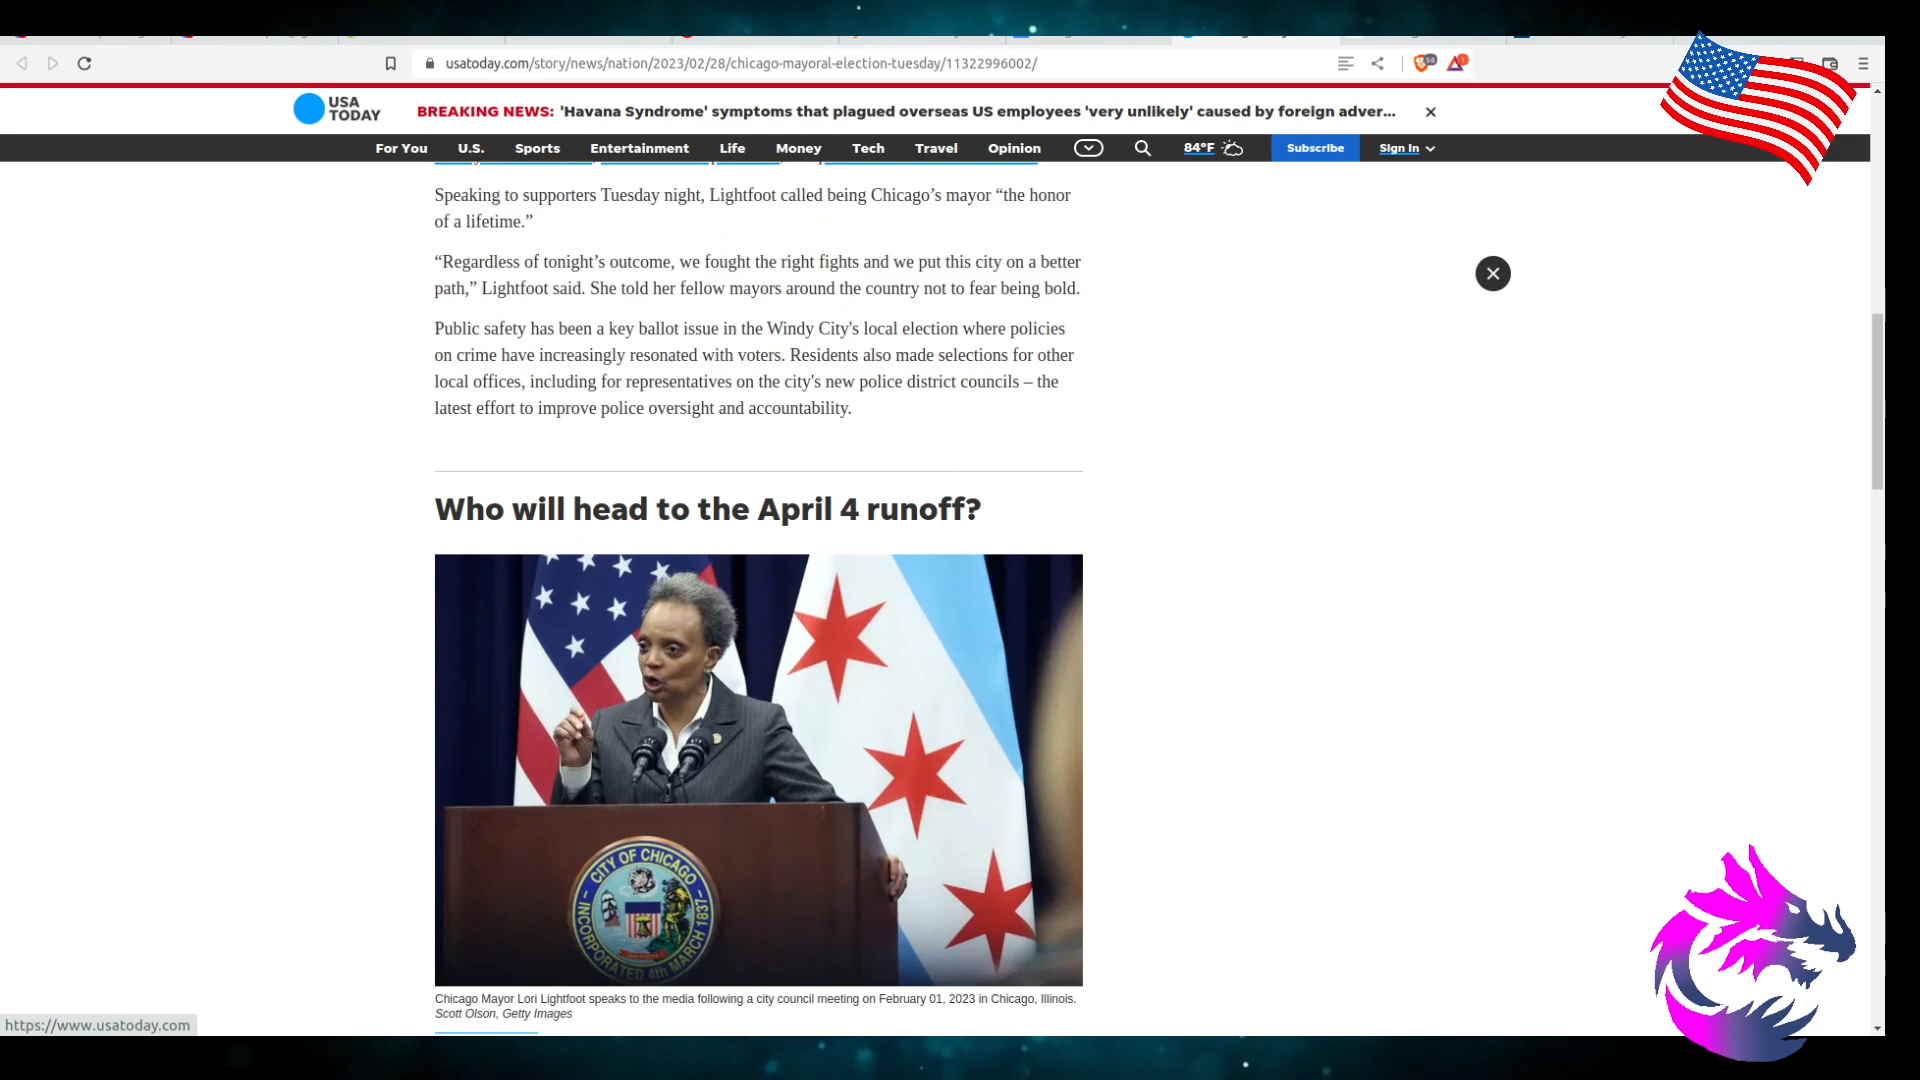 usatoday.com/story/news/nation/2023/02/28/chicago-mayoral-election-tuesday/11322996002/
56
1
USA
TODAY
BREAKING NEWS: 'Havana Syndrome' symptoms that plagued overseas US employees 'very unlikely' caused by foreign adver...
For You U.S. Sports Entertainment Life Money Tech Travel Opinion 84°F Subscribe Sign In
Speaking to supporters Tuesday night, Lightfoot called being Chicago’s mayor “the honor
of a lifetime.”
“Regardless of tonight’s outcome, we fought the right fights and we put this city on a better
path,” Lightfoot said. She told her fellow mayors around the country not to fear being bold.
Public safety has been a key ballot issue in the Windy City's local election where policies
on crime have increasingly resonated with voters. Residents also made selections for other
local offices, including for representatives on the city's new police district councils – the
latest effort to improve police oversight and accountability.
Who will head to the April 4 runoff?
CITY OF CHICAGO
INCORPORATED 4th MARCH 1837
Chicago Mayor Lori Lightfoot speaks to the media following a city council meeting on February 01, 2023 in Chicago, Illinois.
Scott Olson, Getty Images
https://www.usatoday.com